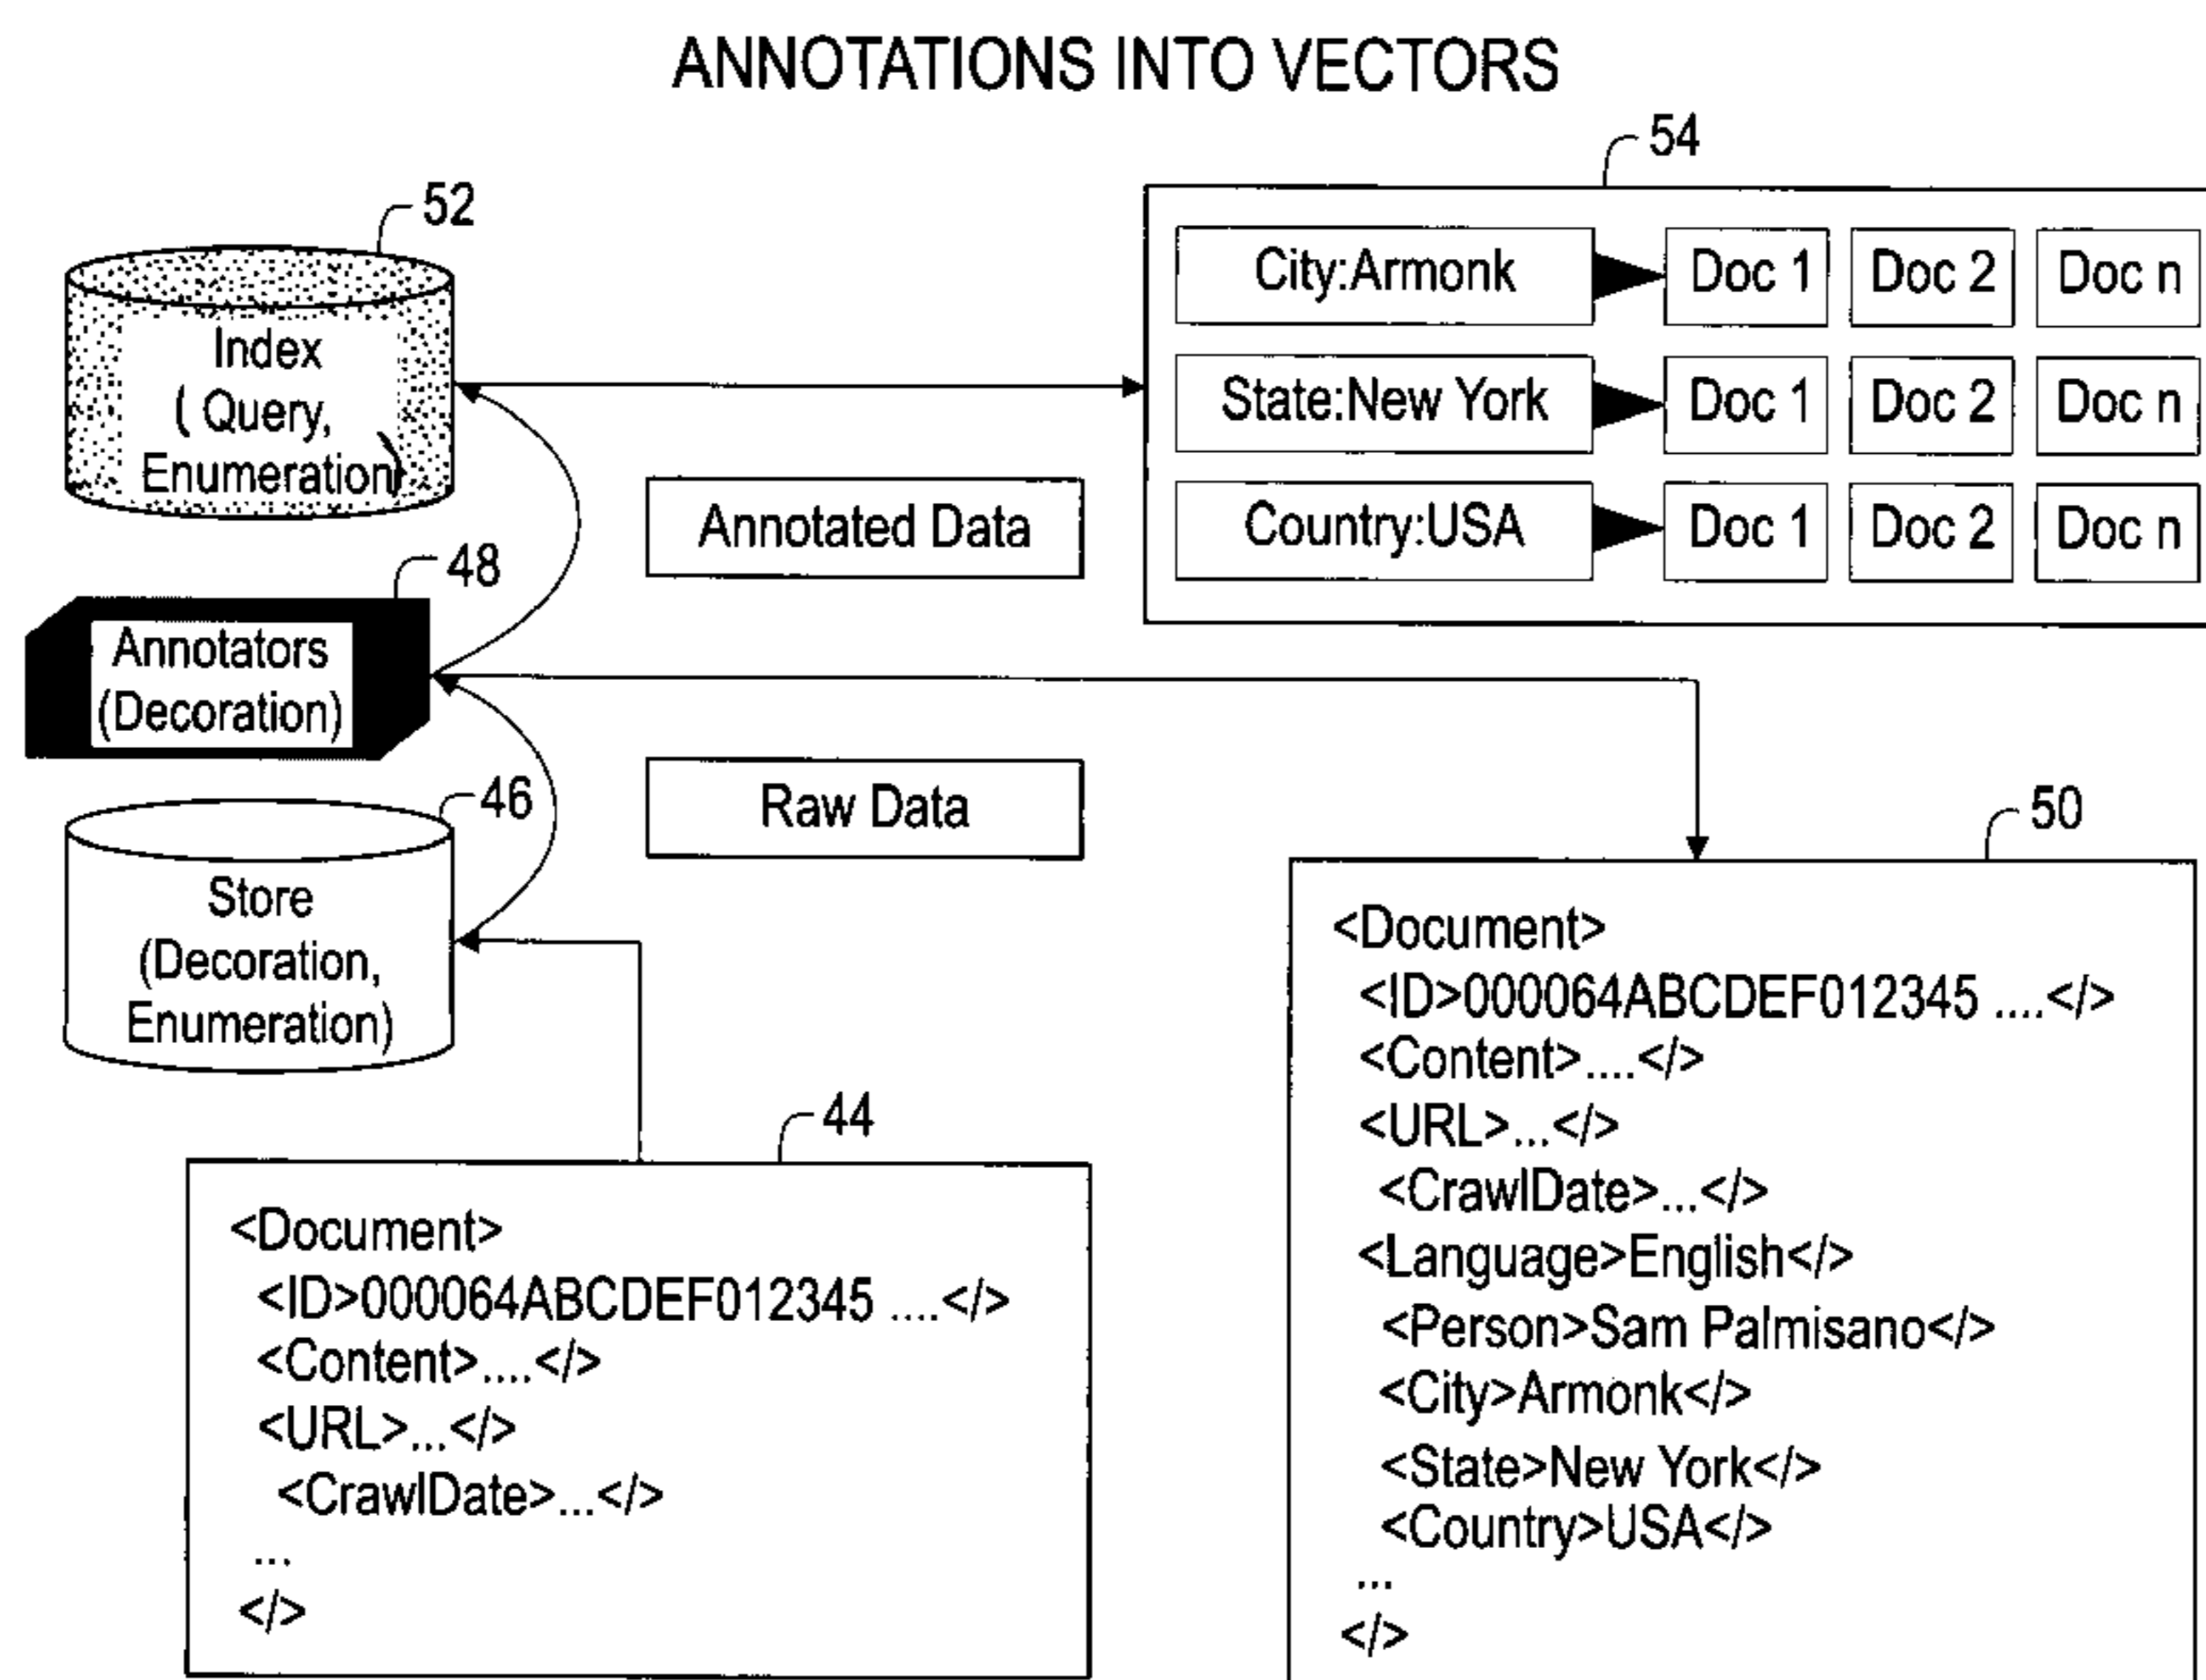 ANNOTATIONS INTO VECTORS
54
52
City:Armonk Doc 1 Doc 2 Doc n
Index
( Query,
Enumeration)
State:New York Doc 1 Doc 2 Doc n
Country:USA Doc 1 Doc 2 Doc n
Annotated Data
48
Annotators
(Decoration)
Raw Data
46
Store
(Decoration,
Enumeration)
50
<Document>
<ID>000064ABCDEF012345 ....</>
<Content>....</>
<URL>...</>
<CrawlDate>...</>
<Language>English</>
<Person>Sam Palmisano</>
<City>Armonk</>
<State>New York</>
<Country>USA</>
...
</>
44
<Document>
<ID>000064ABCDEF012345 ....</>
<Content>....</>
<URL>...</>
<CrawlDate>...</>
...
</>